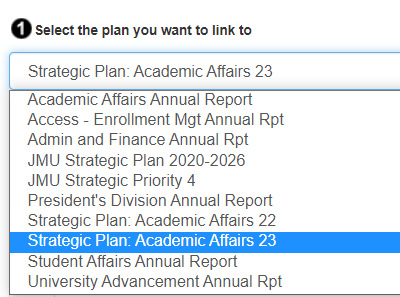 1 Select the plan you want to link to
Strategic Plan: Academic Affairs 23
Academic Affairs Annual Report
Access - Enrollment Mgt Annual Rpt
Admin and Finance Annual Rpt
JMU Strategic Plan 2020-2026
JMU Strategic Priority 4
President's Division Annual Report
Strategic Plan: Academic Affairs 22
Strategic Plan: Academic Affairs 23
Student Affairs Annual Report
University Advancement Annual Rpt